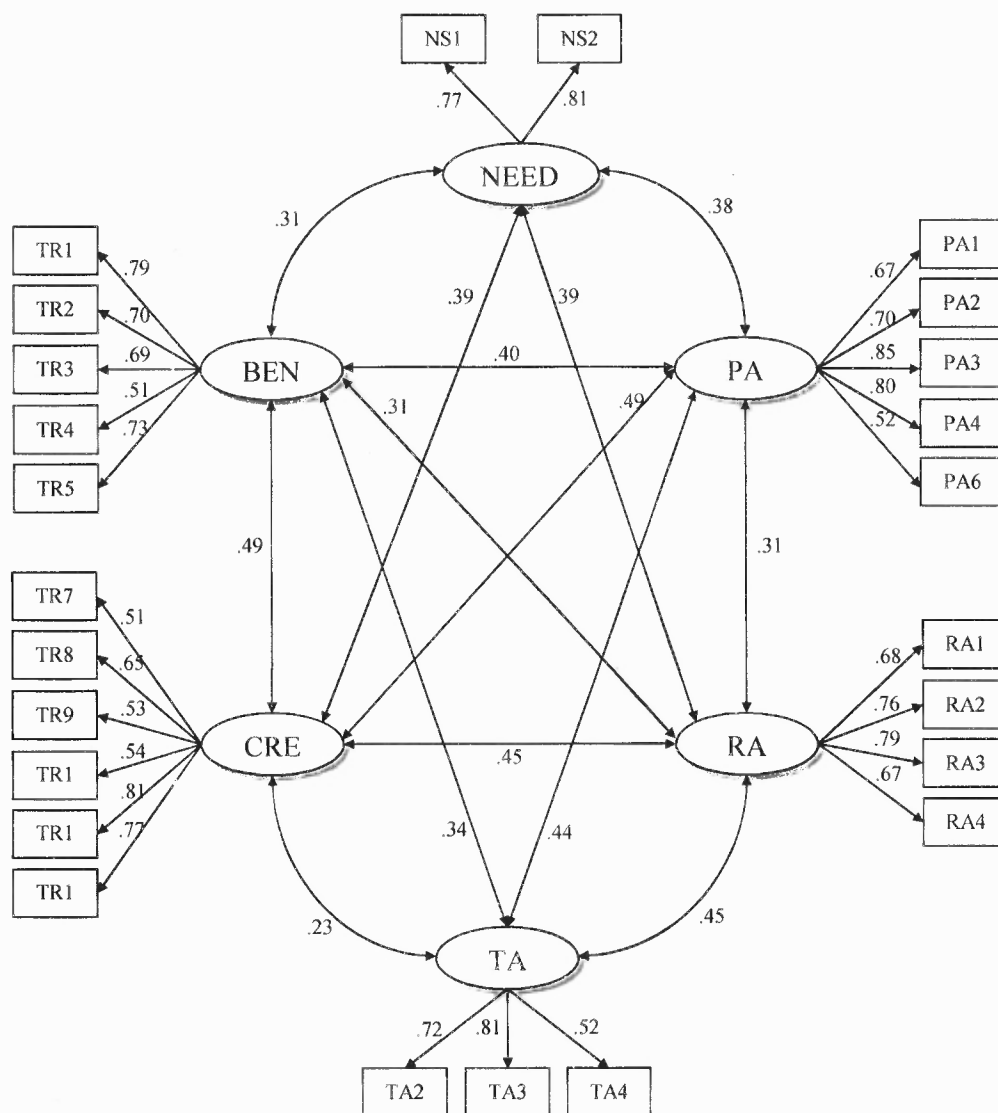 NS1 NS2
.77 .81
NEED
.31 .38
TR1 PA1
.79 .67
TR2 PA2
.70 .39 .39 .70
TR3 PA3
.69 .85
BEN .40 PA
.51 .31 .49 .80
TR4 PA4
.73 .52
TR5 PA6
.49 .31
TR7
.51
TR8 RA1
.65 .68
TR9 RA2
.53 .76
CRE .45 RA
.54 .79
TR1 RA3
.81 .67
TR1 RA4
.77
.34 .44
TR1
.23 .45
TA
.72 .81 .52
TA2 TA3 TA4